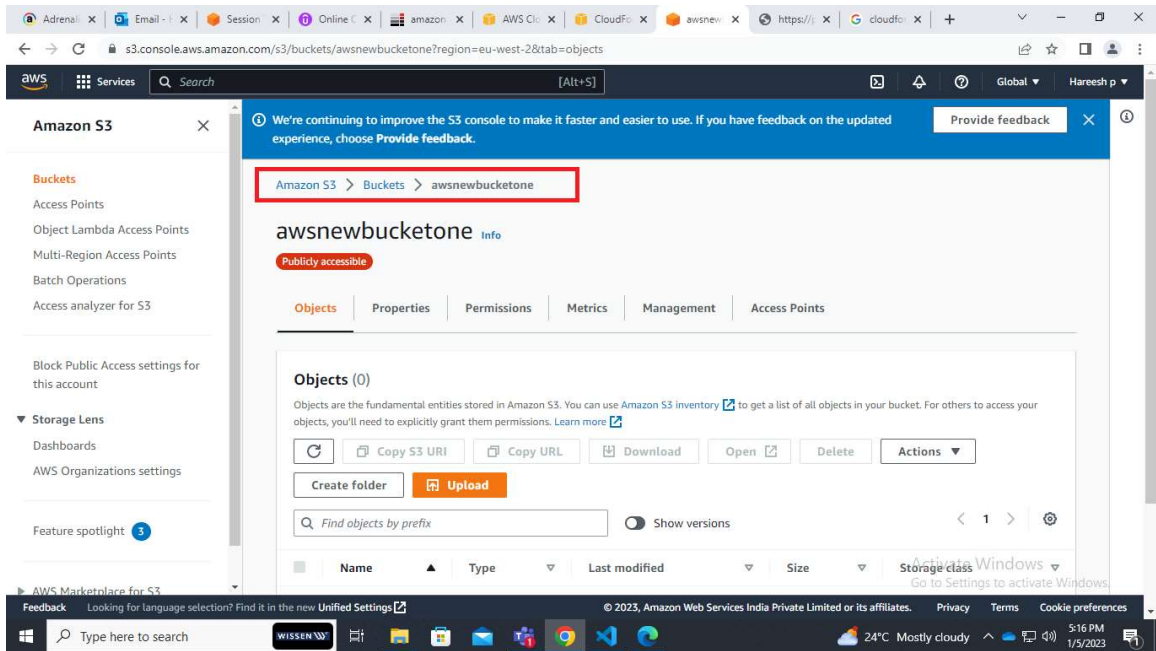 Adrenali
Email - H
Session
Online C
amazon
AWS Clo
CloudFo
awsnew
https://j
cloudfo
s3.console.aws.amazon.com/s3/buckets/awsnewbucketone?region=eu-west-2&tab=objects
aws
Services
Search
[Alt+S]
Global
Hareesh p
Amazon S3
We're continuing to improve the S3 console to make it faster and easier to use. If you have feedback on the updated
experience, choose Provide feedback.
Provide feedback
Buckets
Access Points
Object Lambda Access Points
Multi-Region Access Points
Batch Operations
Access analyzer for S3
Block Public Access settings for
this account
Storage Lens
Dashboards
AWS Organizations settings
Feature spotlight 3
AWS Marketplace for S3
Amazon S3 > Buckets > awsnewbucketone
awsnewbucketone Info
Publicly accessible
Objects
Properties
Permissions
Metrics
Management
Access Points
Objects (0)
Objects are the fundamental entities stored in Amazon S3. You can use Amazon S3 inventory to get a list of all objects in your bucket. For others to access your
objects, you'll need to explicitly grant them permissions. Learn more
Copy S3 URI
Copy URL
Download
Open
Delete
Actions
Create folder
Upload
Find objects by prefix
Show versions
1
Name
Type
Last modified
Size
Storage class
Activate Windows
Go to Settings to activate Windows.
Feedback
Looking for language selection? Find it in the new Unified Settings
© 2023, Amazon Web Services India Private Limited or its affiliates.
Privacy
Terms
Cookie preferences
Type here to search
WISSEN
24°C Mostly cloudy
5:16 PM
1/5/2023
1